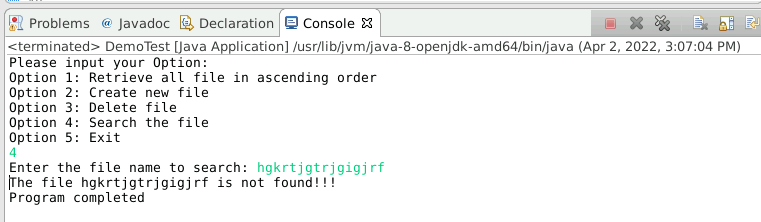 Problems @ Javadoc Declaration Console
<terminated> DemoTest [Java Application] /usr/lib/jvm/java-8-openjdk-amd64/bin/java (Apr 2, 2022, 3:07:04 PM)
Please input your Option:
Option 1: Retrieve all file in ascending order
Option 2: Create new file
Option 3: Delete file
Option 4: Search the file
Option 5: Exit
4
Enter the file name to search: hgkrtjgtrjgigjrf
The file hgkrtjgtrjgigjrf is not found!!!
Program completed